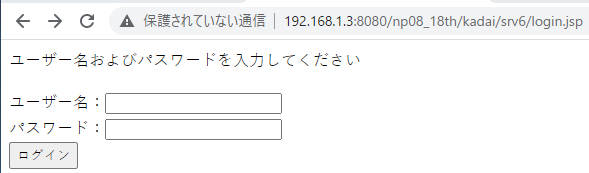 保護されていない通信 192.168.1.3:8080/np08_18th/kadai/srv6/login.jsp
ユーザー名およびパスワードを入力してください
ユーザー名：
パスワード：
ログイン